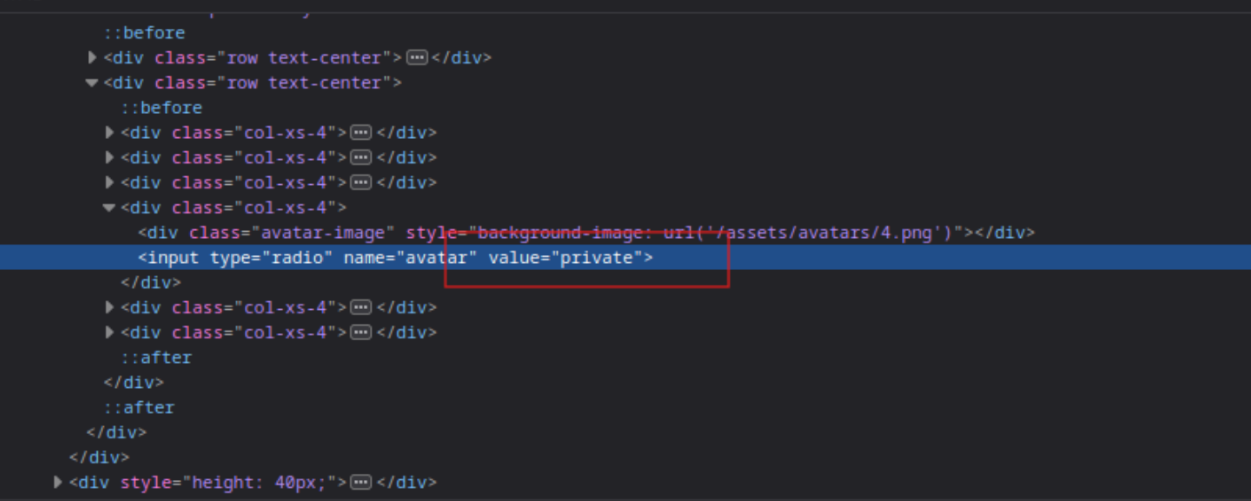 ::before
<div class="row text-center">⋯</div>
<div class="row text-center">
::before
<div class="col-xs-4">⋯</div>
<div class="col-xs-4">⋯</div>
<div class="col-xs-4">⋯</div>
<div class="col-xs-4">
<div class="avatar-image" style="background-image: url('/assets/avatars/4.png')"></div>
<input type="radio" name="avatar" value="private">
</div>
<div class="col-xs-4">⋯</div>
<div class="col-xs-4">⋯</div>
::after
</div>
::after
</div>
</div>
<div style="height: 40px;">⋯</div>